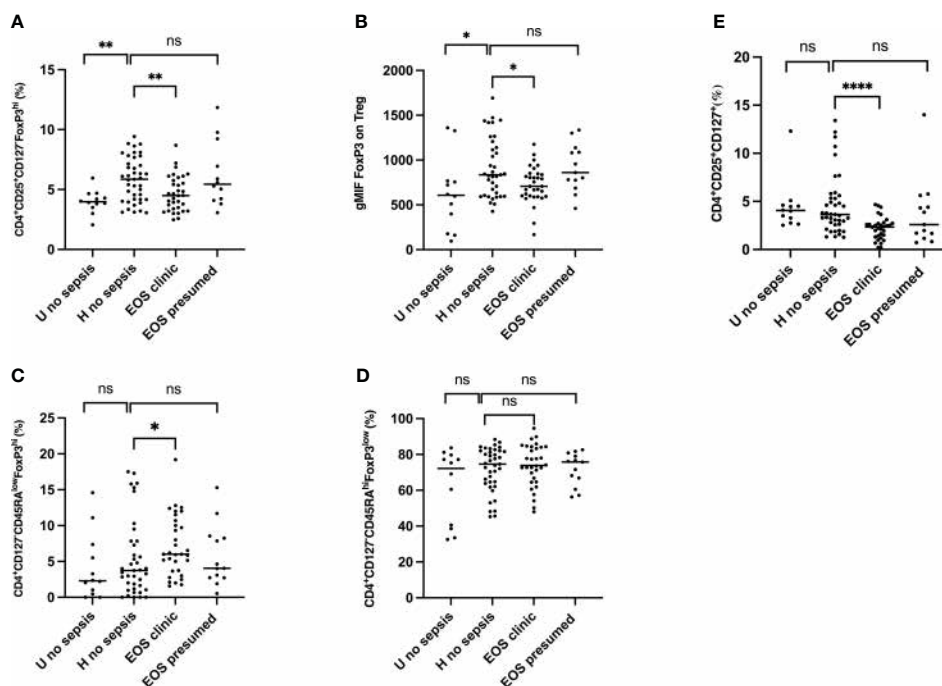 A
** ns
**
CD4⁺CD25⁺CD127⁻FoxP3ʰⁱ (%)
15
10
5
0
U no sepsis
H no sepsis
EOS clinic
EOS presumed
B
* ns
*
gMIF FoxP3 on Treg
2000
1500
1000
500
0
U no sepsis
H no sepsis
EOS clinic
EOS presumed
E
ns ns
****
CD4⁺CD25⁺CD127⁺(%)
20
15
10
5
0
U no sepsis
H no sepsis
EOS clinic
EOS presumed
C
ns ns
*
CD4⁺CD127⁻CD45RAˡᵒʷFoxP3ʰⁱ (%)
25
20
15
10
5
0
U no sepsis
H no sepsis
EOS clinic
EOS presumed
D
ns ns
ns
CD4⁺CD127⁻CD45RAʰⁱFoxP3ˡᵒʷ (%)
100
80
60
40
20
0
U no sepsis
H no sepsis
EOS clinic
EOS presumed